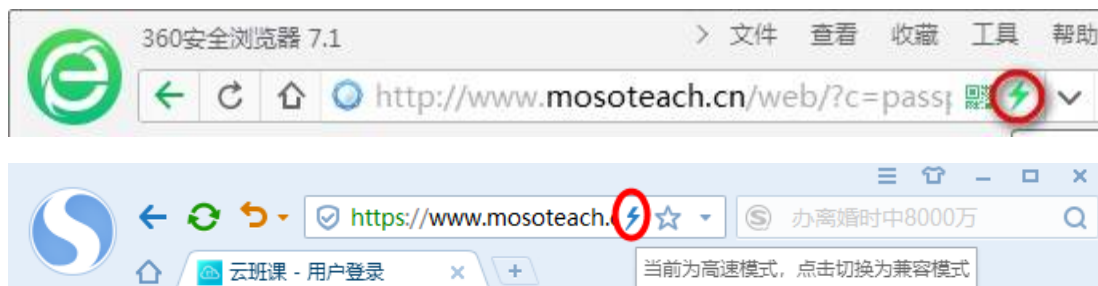 360安全浏览器 7.1
文件 查看 收藏 工具 帮助
http://www.mosoteach.cn/web/?c=passp
https://www.mosoteach.
办离婚时中8000万
云班课 - 用户登录
当前为高速模式，点击切换为兼容模式